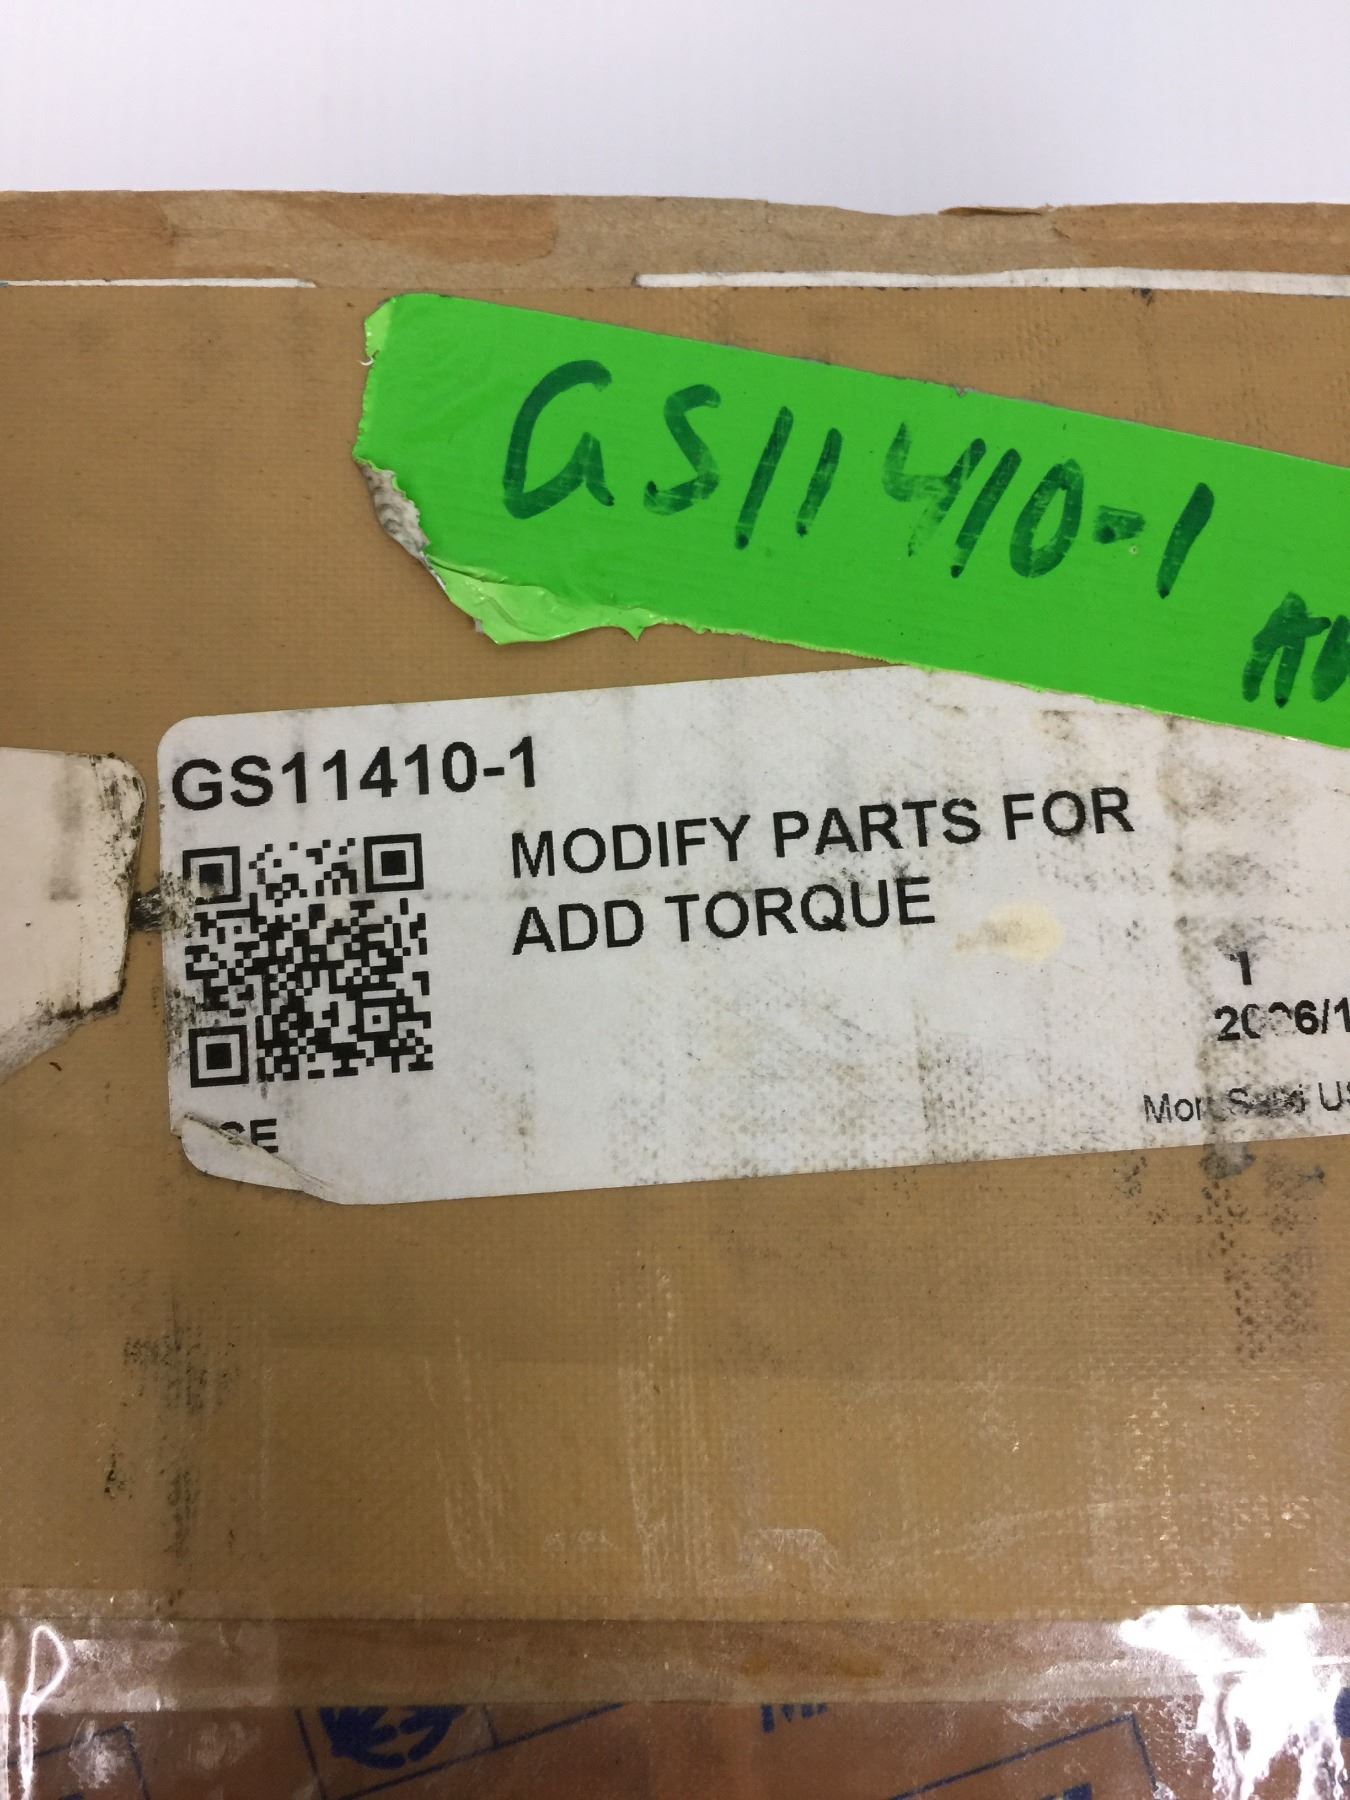 GS11410-1
GS11410-1
MODIFY PARTS FOR
ADD TORQUE
1